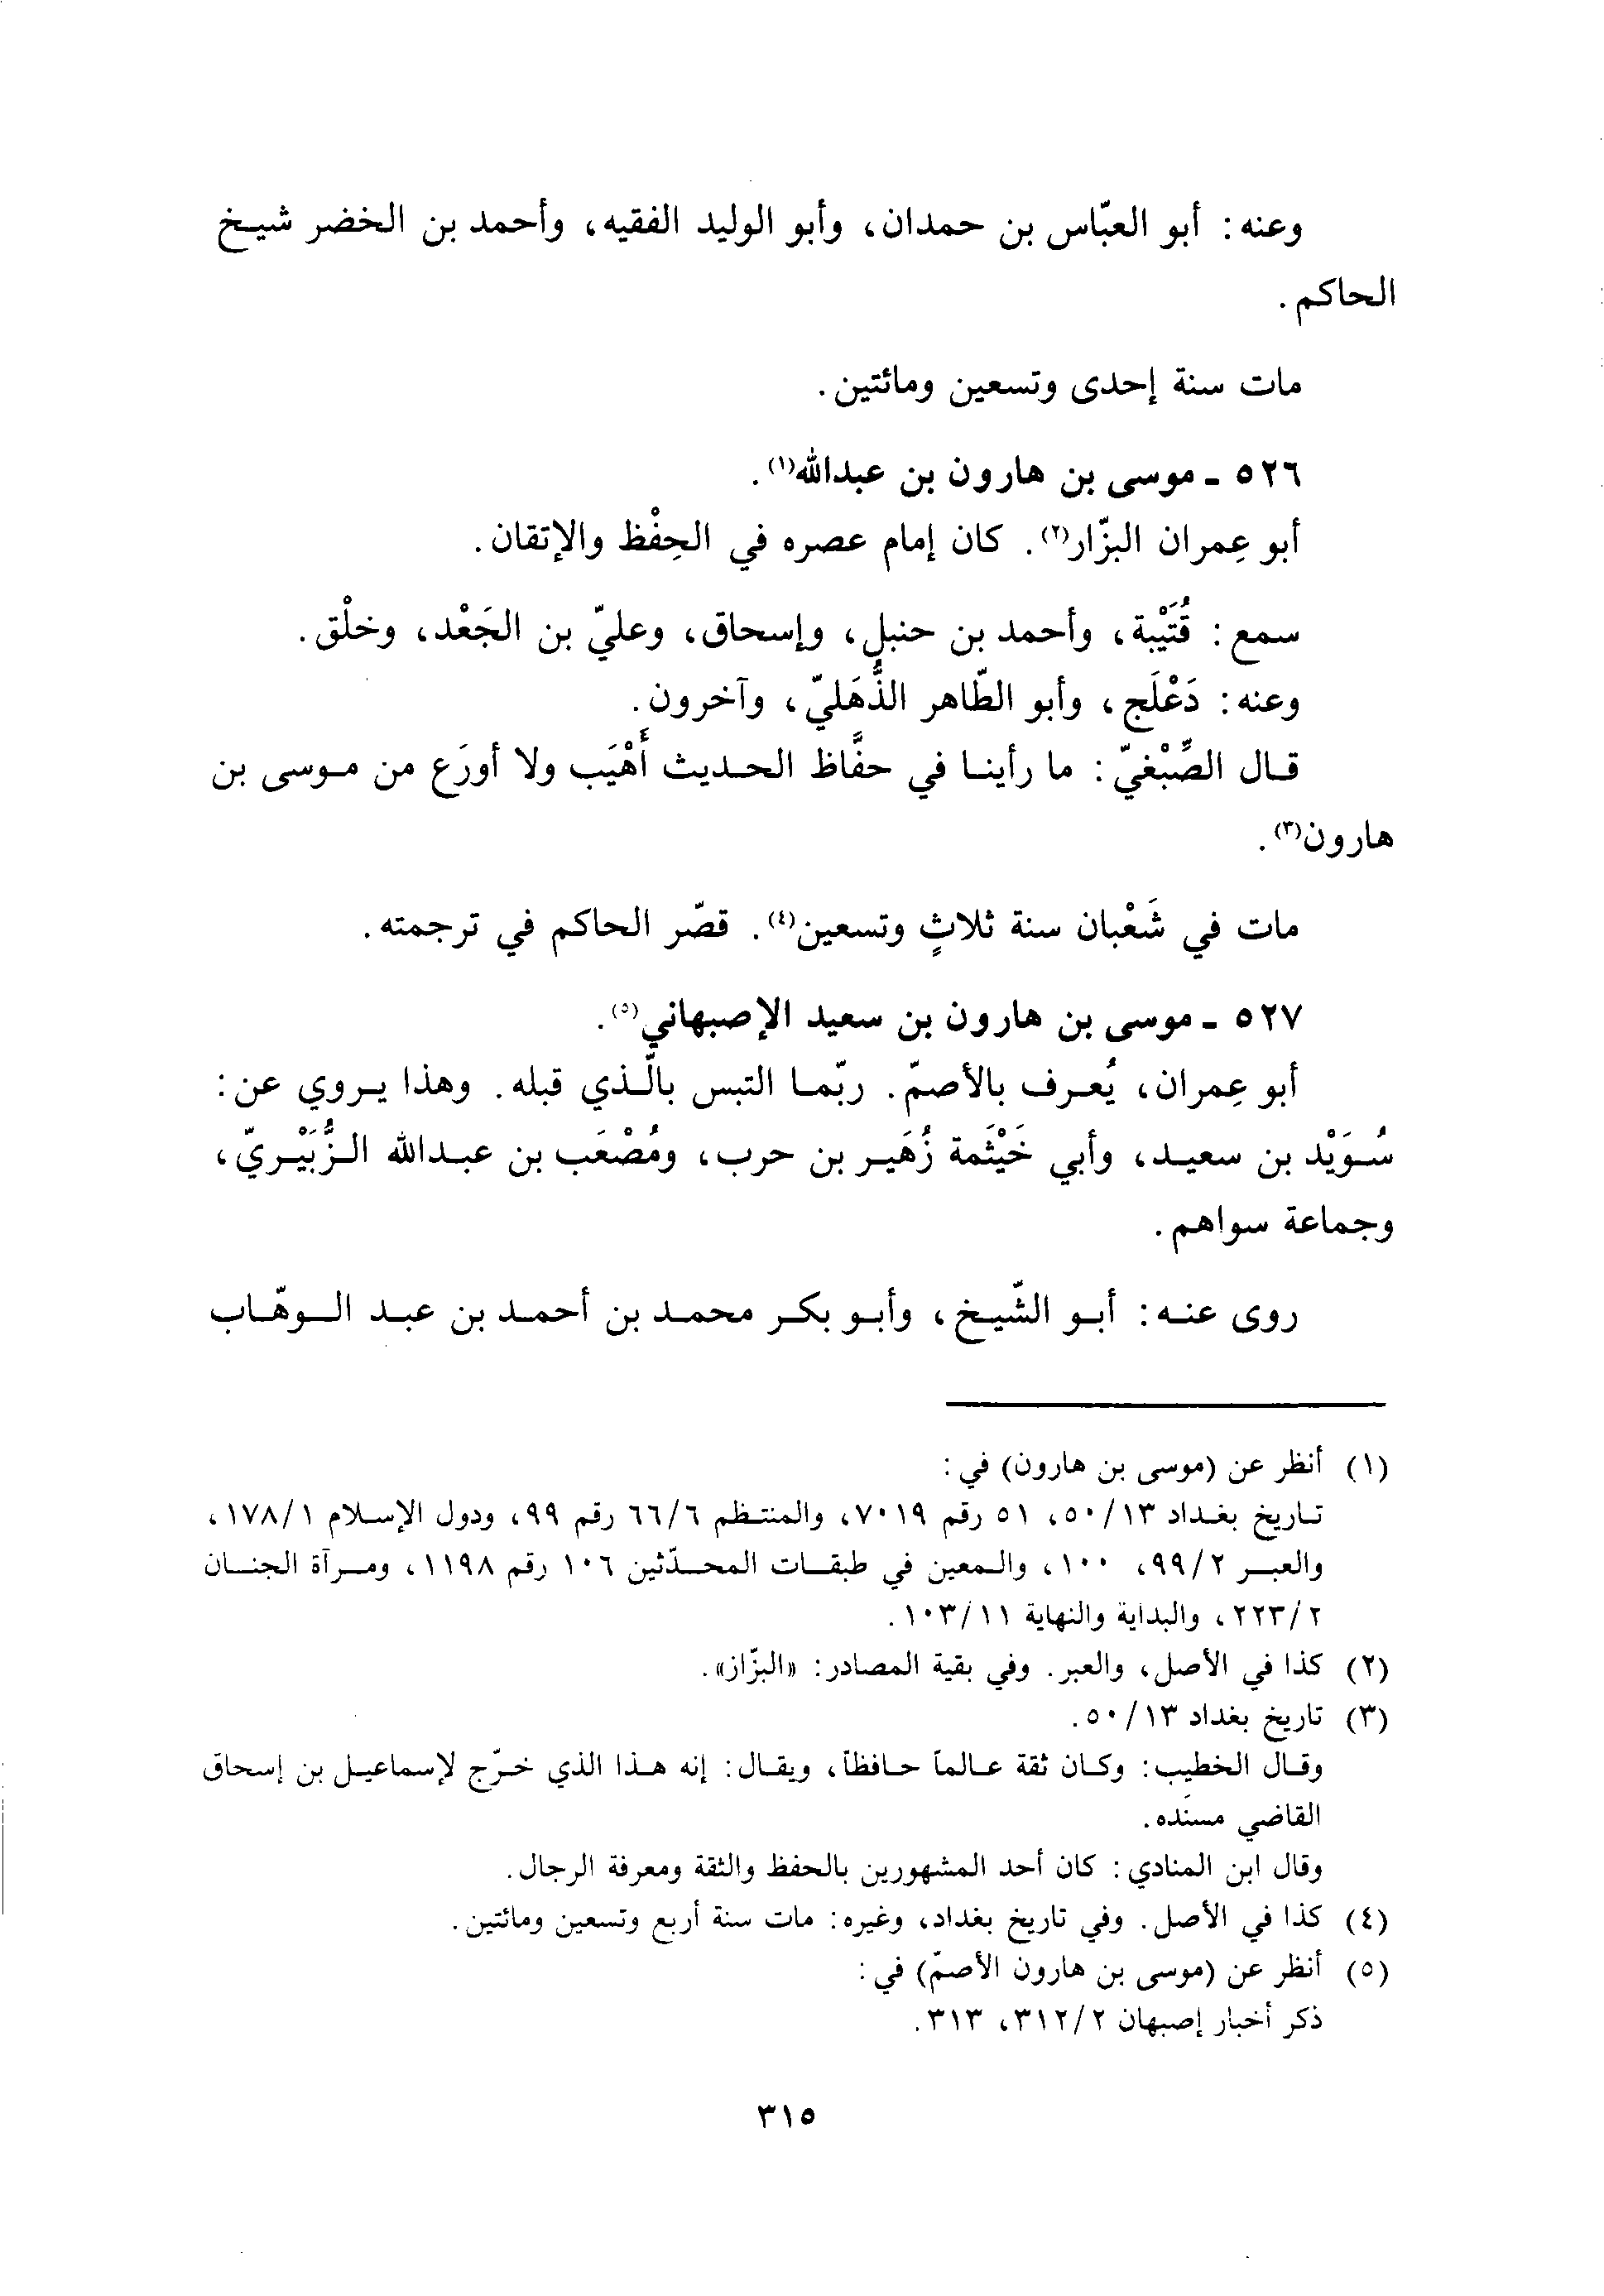 وعنه: أبو العبّاس بن حمدان، وأبو الوليد الفقيه، وأحمد بن الخضر شيخ
الحاكم.
مات سنة إحدى وتسعين ومائتين.
٥٢٦ - موسى بن هارون بن عبدالله(١).
أبو عِمران البزّار(٢). كان إمام عصره في الحِفْظ والإتقان.
سمع: قُتَيْبة، وأحمد بن حنبل، وإسحاق، وعليّ بن الجَعْد، وخلْق.
وعنه: دَعْلَج، وأبو الطّاهر الذُّهَليّ، وآخرون.
قال الصِّبْغيّ: ما رأينا في حفَّاظ الحديث أَهْيَب ولا أورَع من موسى بن
هارون(٣).
مات في شَعْبان سنة ثلاثٍ وتسعين(٤). قصّر الحاكم في ترجمته.
٥٢٧ - موسى بن هارون بن سعيد الإصبهاني(٥).
أبو عِمران، يُعرف بالأصمّ. ربّما التبس بالّذي قبله. وهذا يروي عن:
سُوَيْد بن سعيد، وأبي خَيْثَمة زُهَير بن حرب، ومُصْعَب بن عبدالله الزُّبَيْريّ،
وجماعة سواهم.
روى عنه: أبو الشّيخ، وأبو بكر محمد بن أحمد بن عبد الوهّاب
(١) أنظر عن (موسى بن هارون) في:
تاريخ بغداد ٥٠/١٣، ٥١ رقم ٧٠١٩، والمنتظم ٦٦/٦ رقم ٩٩، ودول الإسلام ١٧٨/١،
والعبر ٩٩/٢، ١٠٠، والمعين في طبقات المحدّثين ١٠٦ رقم ١١٩٨، ومرآة الجنان
٢٢٣/٢، والبداية والنهاية ١٠٣/١١.
(٢) كذا في الأصل، والعبر. وفي بقية المصادر: «البزّاز».
(٣) تاريخ بغداد ٥٠/١٣.
وقال الخطيب: وكان ثقة عالماً حافظاً، ويقال: إنه هذا الذي خرّج لإسماعيل بن إسحاق
القاضي مسنَده.
وقال ابن المنادي: كان أحد المشهورين بالحفظ والثقة ومعرفة الرجال.
(٤) كذا في الأصل. وفي تاريخ بغداد، وغيره: مات سنة أربع وتسعين ومائتين.
(٥) أنظر عن (موسى بن هارون الأصمّ) في:
ذكر أخبار إصبهان ٣١٢/٢، ٣١٣.
٣١٥